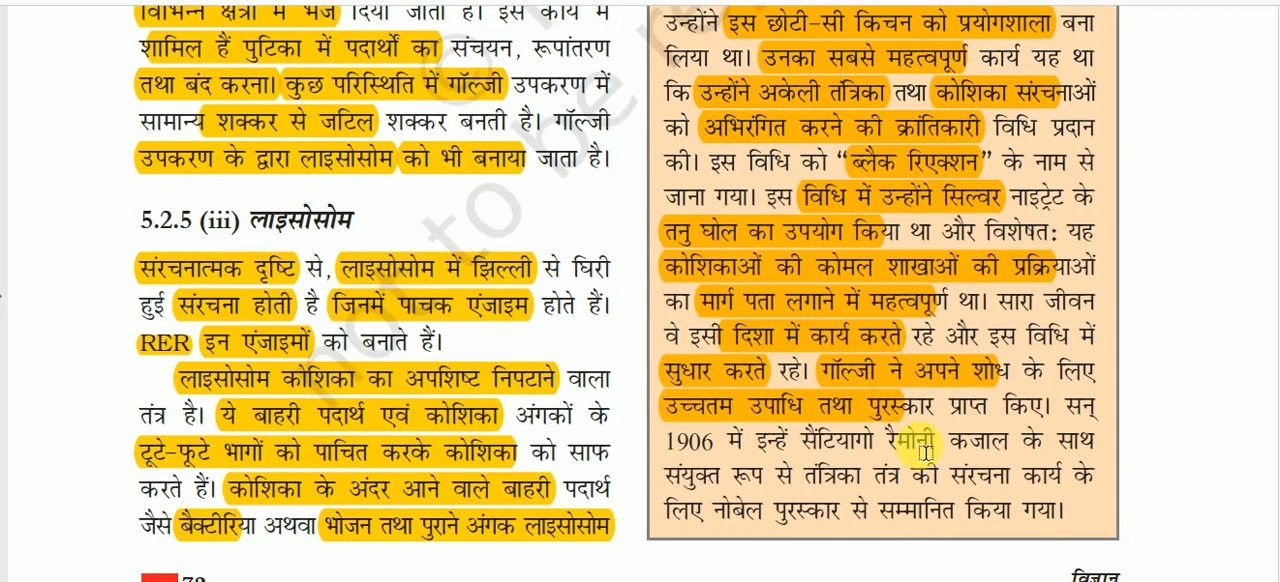 विभिन्न क्षेत्रों में भेज दिया जाता है। इस कार्य में
शामिल हैं पुटिका में पदार्थों का संचयन, रूपांतरण
तथा बंद करना। कुछ परिस्थिति में गॉल्जी उपकरण में
सामान्य शक्कर से जटिल शक्कर बनती है। गॉल्जी
उपकरण के द्वारा लाइसोसोम को भी बनाया जाता है।
5.2.5 (iii) लाइसोसोम
संरचनात्मक दृष्टि से, लाइसोसोम में झिल्ली से घिरी
हुई संरचना होती है जिनमें पाचक एंजाइम होते हैं।
RER इन एंजाइमों को बनाते हैं।
लाइसोसोम कोशिका का अपशिष्ट निपटाने वाला
तंत्र है। ये बाहरी पदार्थ एवं कोशिका अंगकों के
टूटे-फूटे भागों को पाचित करके कोशिका को साफ
करते हैं। कोशिका के अंदर आने वाले बाहरी पदार्थ
जैसे बैक्टीरिया अथवा भोजन तथा पुराने अंगक लाइसोसोम
72
उन्होंने इस छोटी-सी किचन को प्रयोगशाला बना
लिया था। उनका सबसे महत्वपूर्ण कार्य यह था
कि उन्होंने अकेली तंत्रिका तथा कोशिका संरचनाओं
को अभिरंगित करने की क्रांतिकारी विधि प्रदान
की। इस विधि को “ब्लैक रिएक्शन” के नाम से
जाना गया। इस विधि में उन्होंने सिल्वर नाइट्रेट के
तनु घोल का उपयोग किया था और विशेषत: यह
कोशिकाओं की कोमल शाखाओं की प्रक्रियाओं
का मार्ग पता लगाने में महत्वपूर्ण था। सारा जीवन
वे इसी दिशा में कार्य करते रहे और इस विधि में
सुधार करते रहे। गॉल्जी ने अपने शोध के लिए
उच्चतम उपाधि तथा पुरस्कार प्राप्त किए। सन्
1906 में इन्हें सैंटियागो रैमोनी कजाल के साथ
संयुक्त रूप से तंत्रिका तंत्र की संरचना कार्य के
लिए नोबेल पुरस्कार से सम्मानित किया गया।
विज्ञान
not to be re